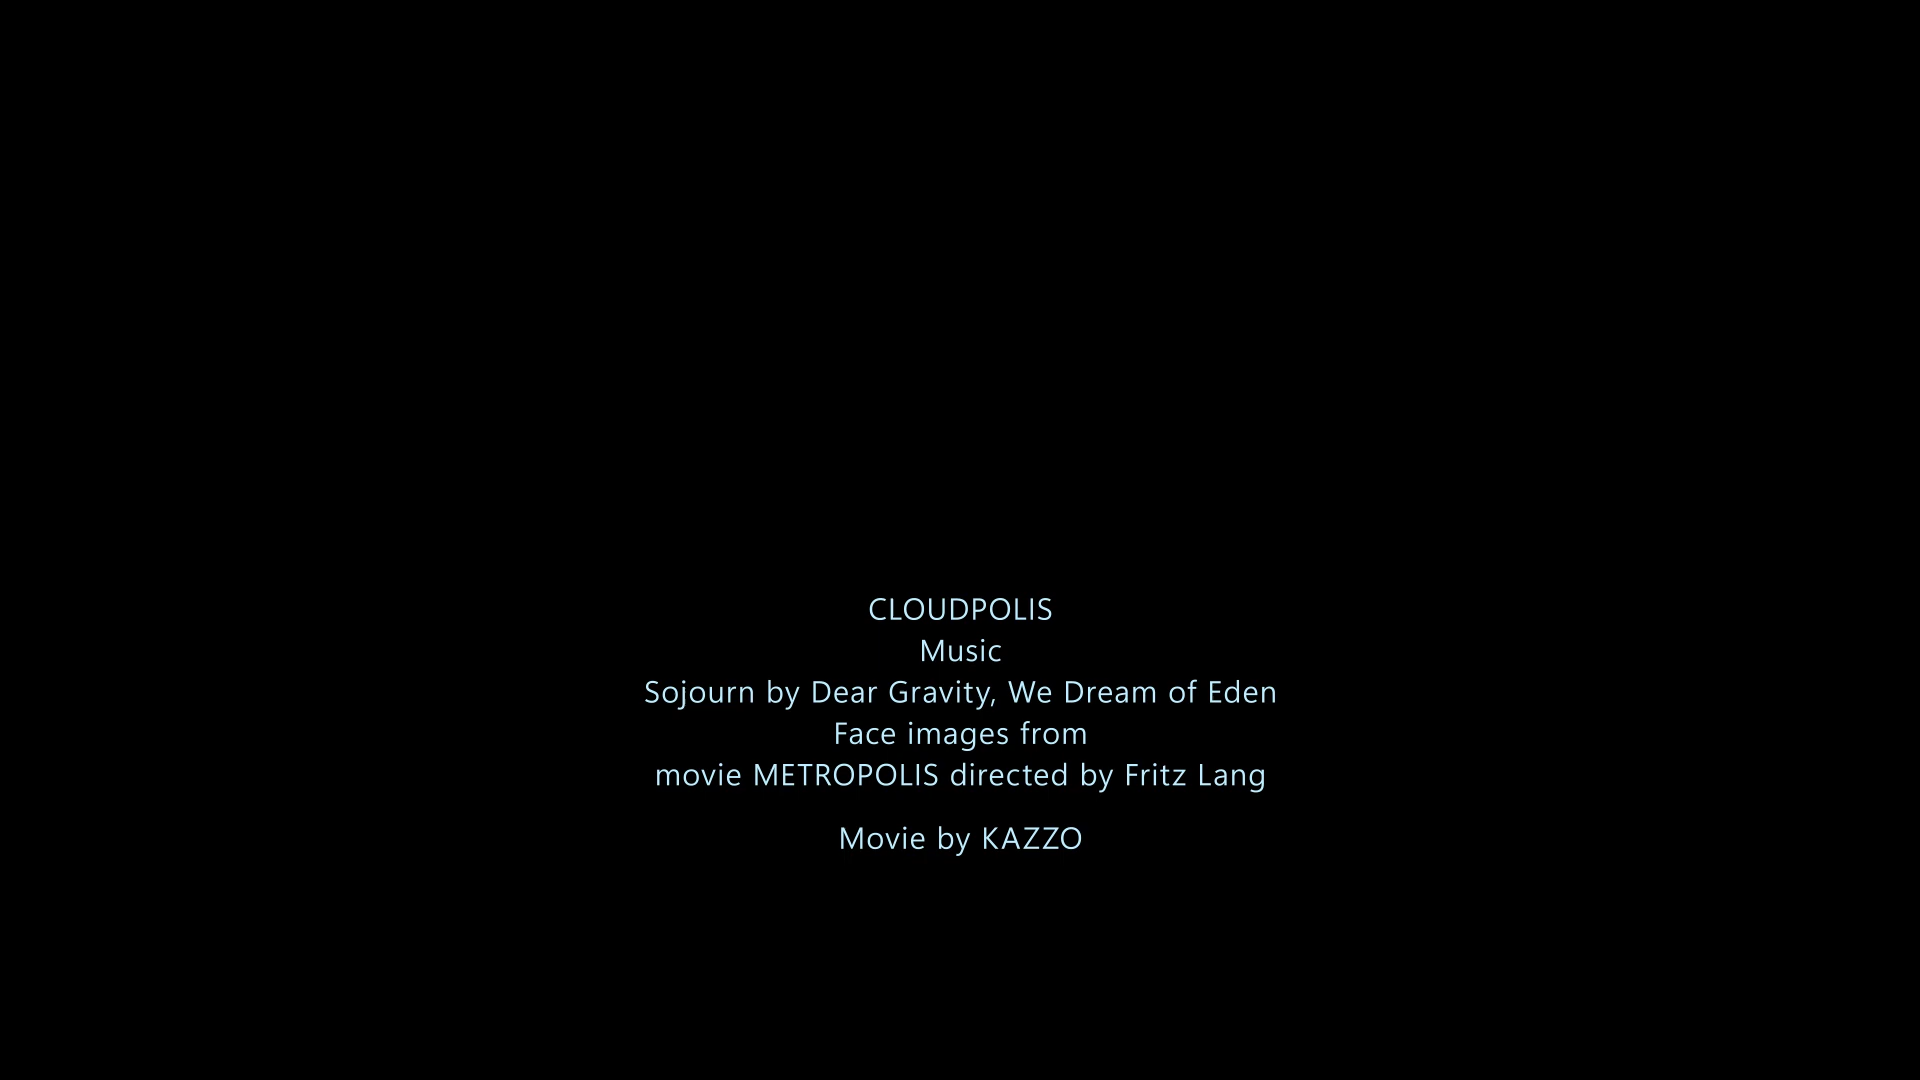 CLOUDPOLIS
Music
Sojourn by Dear Gravity, We Dream of Eden
Face images from
movie METROPOLIS directed by Fritz Lang
Movie by KAZZO